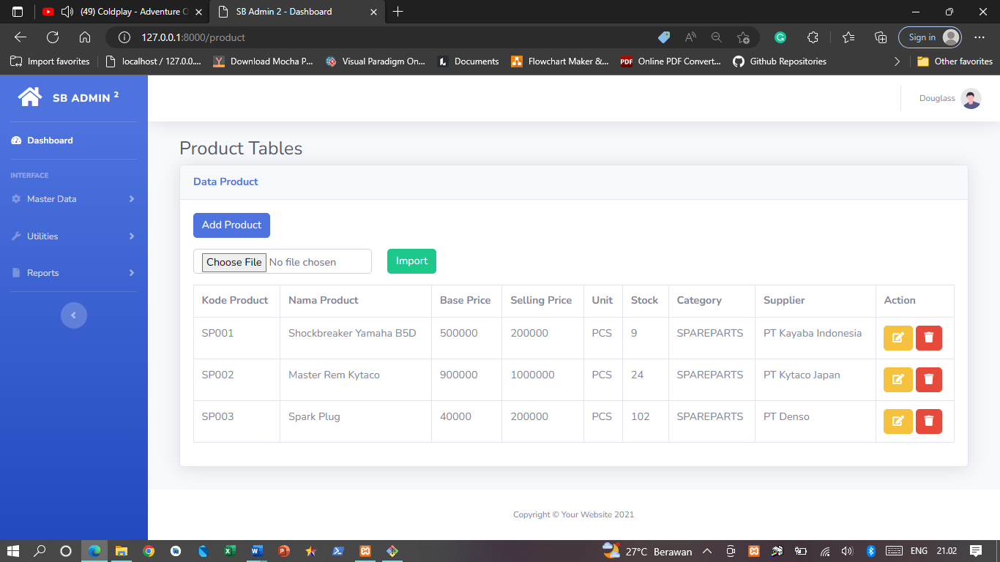 (49) Coldplay - Adventure O
SB Admin 2 - Dashboard
127.0.0.1:8000/product
Sign in
Import favorites
localhost / 127.0.0....
Download Mocha P...
Visual Paradigm On...
Documents
Flowchart Maker &...
PDF
Online PDF Convert...
Github Repositories
Other favorites
SB ADMIN 2
Douglass
Dashboard
INTERFACE
Master Data
Utilities
Reports
Product Tables
Data Product
Add Product
Choose File No file chosen
Import
Kode Product Nama Product Base Price Selling Price Unit Stock Category Supplier Action
SP001 Shockbreaker Yamaha B5D 500000 200000 PCS 9 SPAREPARTS PT Kayaba Indonesia
SP002 Master Rem Kytaco 900000 1000000 PCS 24 SPAREPARTS PT Kytaco Japan
SP003 Spark Plug 40000 200000 PCS 102 SPAREPARTS PT Denso
Copyright © Your Website 2021
27°C Berawan
ENG
21.02